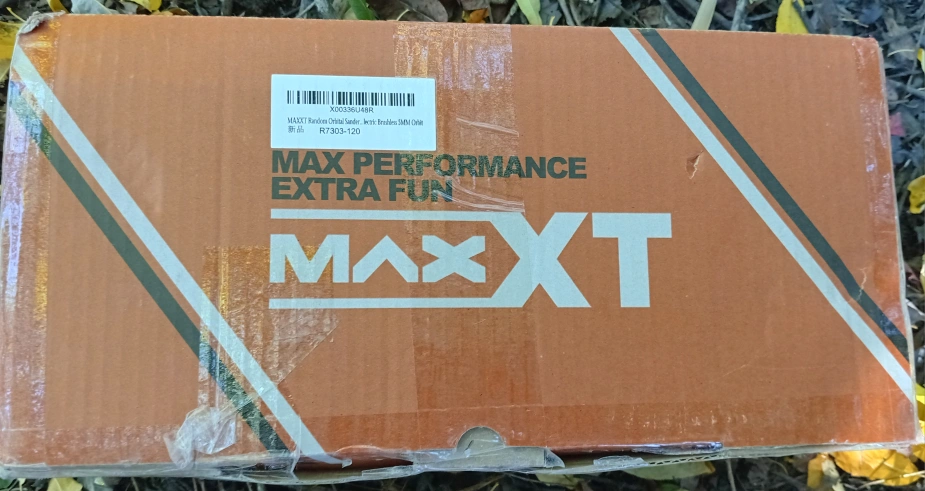 X00336U48R
MAXXT Random Orbital Sander...lectric Brushless 5MM Orbit
新品
R7303-120
MAX PERFORMANCE
EXTRA FUN
MAXXT